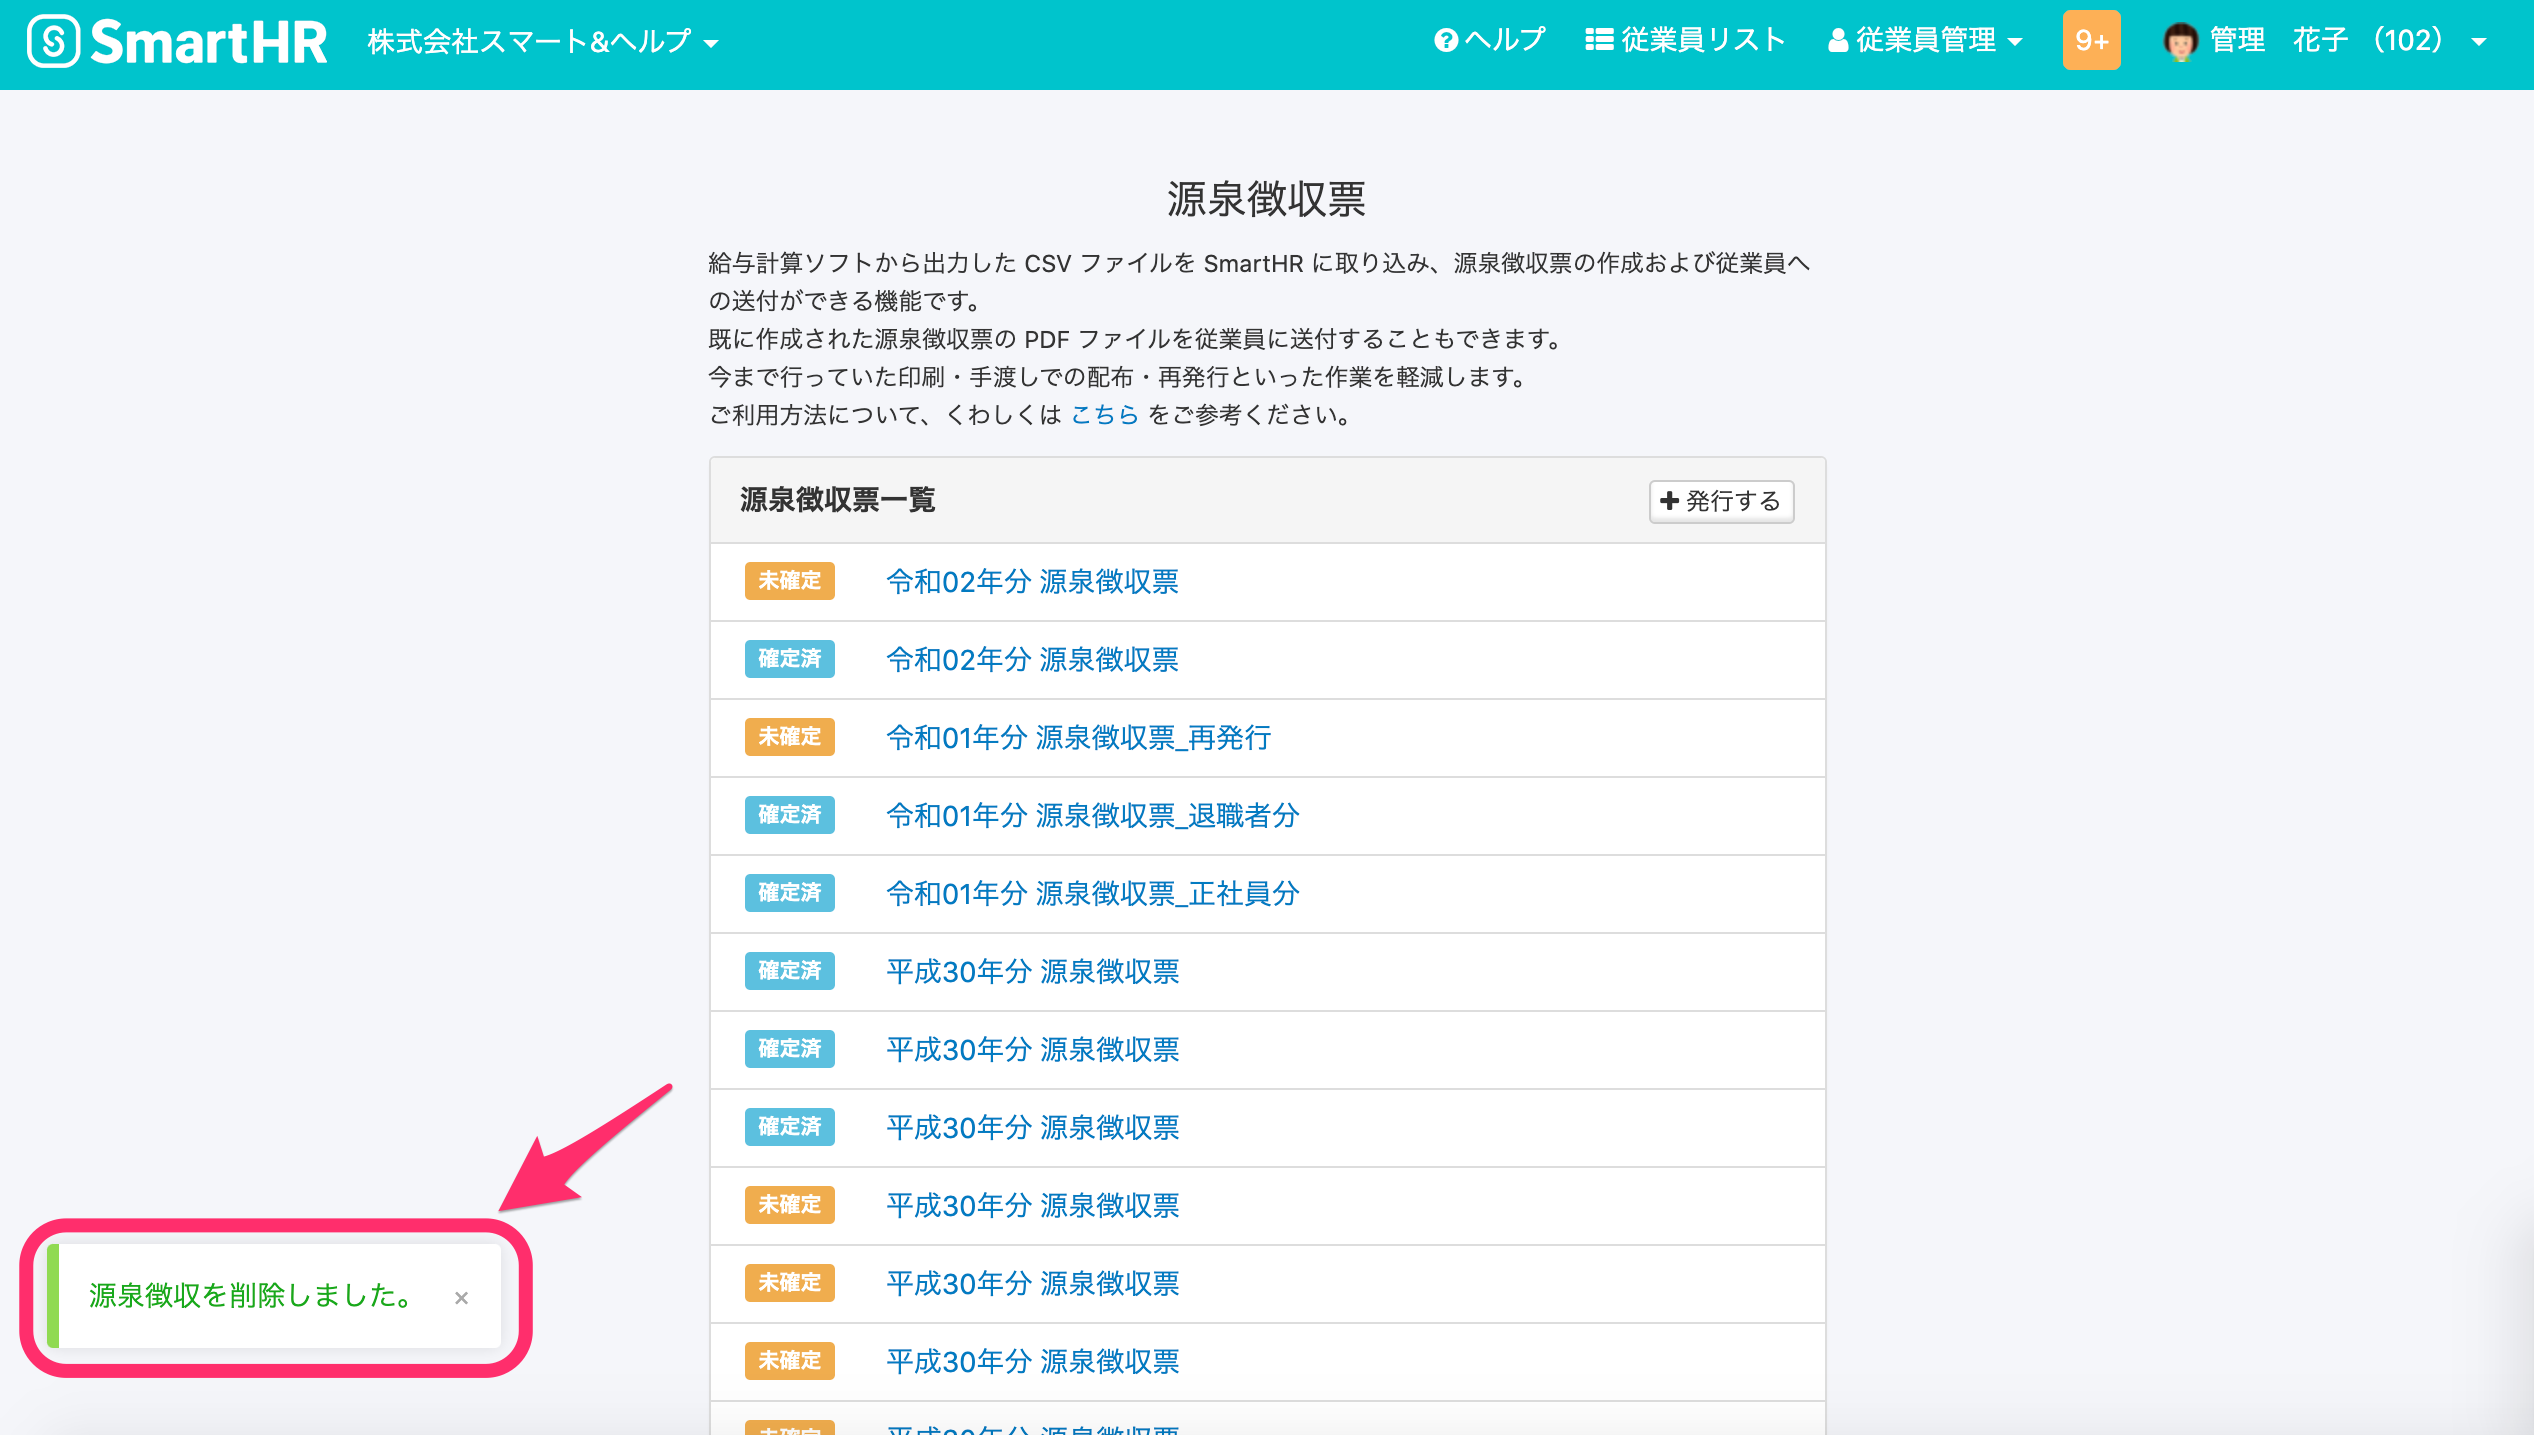 SmartHR 株式会社スマート&ヘルプ ヘルプ 従業員リスト 従業員管理 9+ 管理 花子 (102)
源泉徴収票
給与計算ソフトから出力した CSV ファイルを SmartHR に取り込み、源泉徴収票の作成および従業員へ
の送付ができる機能です。
既に作成された源泉徴収票の PDF ファイルを従業員に送付することもできます。
今まで行っていた印刷・手渡しでの配布・再発行といった作業を軽減します。
ご利用方法について、くわしくは こちら をご参考ください。
源泉徴収票一覧 発行する
未確定 令和02年分 源泉徴収票
確定済 令和02年分 源泉徴収票
未確定 令和01年分 源泉徴収票_再発行
確定済 令和01年分 源泉徴収票_退職者分
確定済 令和01年分 源泉徴収票_正社員分
確定済 平成30年分 源泉徴収票
確定済 平成30年分 源泉徴収票
確定済 平成30年分 源泉徴収票
未確定 平成30年分 源泉徴収票
未確定 平成30年分 源泉徴収票
未確定 平成30年分 源泉徴収票
未確定 平成30年分 源泉徴収票
源泉徴収を削除しました。 ×